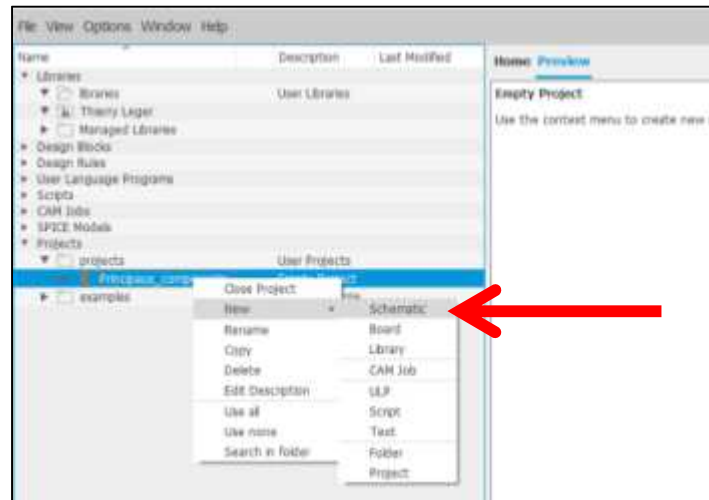 File View Options Window Help
Name Description Last Modified
Libraries
libraries User Libraries
Thierry Leger
Managed Libraries
Design Blocks
Design Rules
User Language Programs
Scripts
CAM Jobs
SPICE Models
Projects
projects User Projects
examples
Close Project
New
Rename
Copy
Delete
Edit Description
Use all
Use none
Search in folder
Schematic
Board
Library
CAM Job
ULP
Script
Text
Folder
Project
Home Preview
Empty Project
Use the context menu to create new